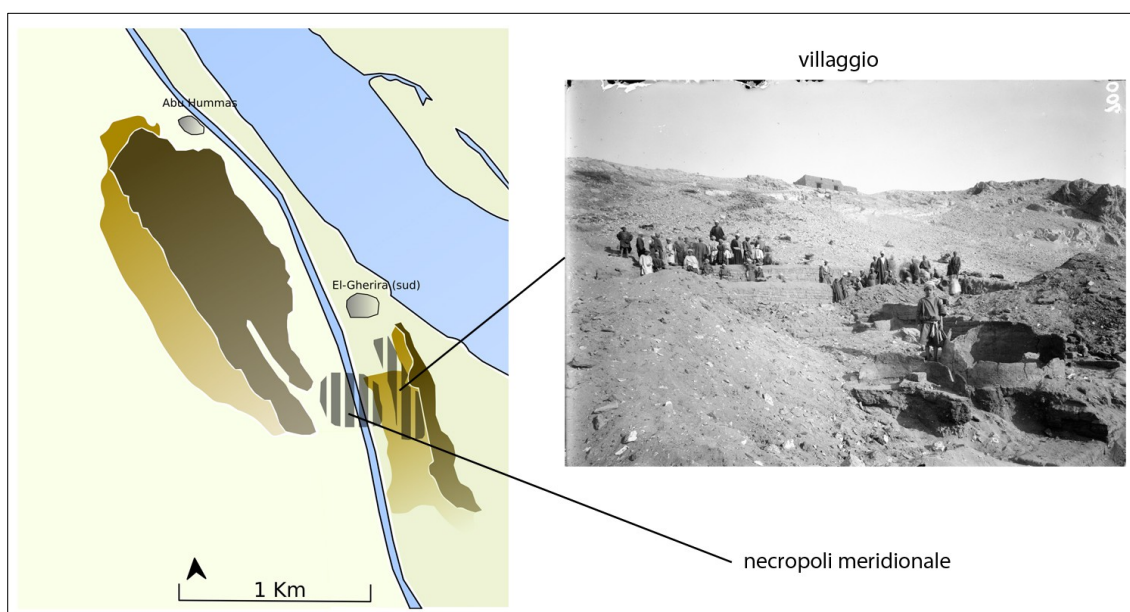 villaggio
Abu Hummas
El-Gherira (sud)
necropoli meridionale
1 Km